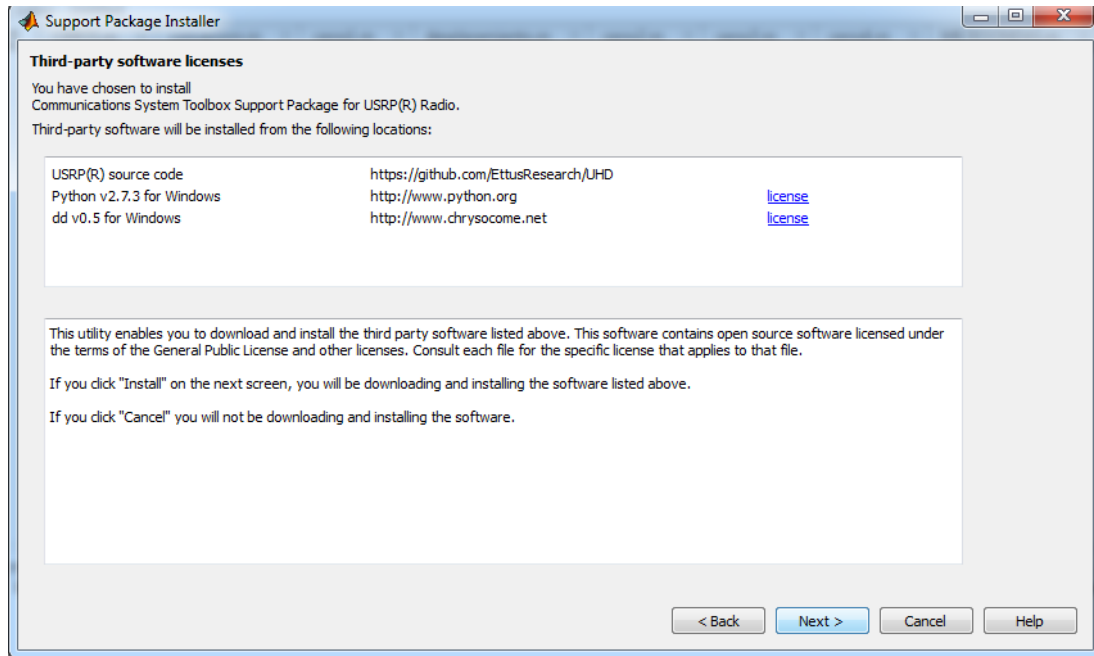 Support Package Installer
Third-party software licenses
You have chosen to install
Communications System Toolbox Support Package for USRP(R) Radio.
Third-party software will be installed from the following locations:
USRP(R) source code https://github.com/EttusResearch/UHD
Python v2.7.3 for Windows http://www.python.org license
dd v0.5 for Windows http://www.chrysocome.net license
This utility enables you to download and install the third party software listed above. This software contains open source software licensed under
the terms of the General Public License and other licenses. Consult each file for the specific license that applies to that file.
If you click "Install" on the next screen, you will be downloading and installing the software listed above.
If you click "Cancel" you will not be downloading and installing the software.
< Back Next > Cancel Help